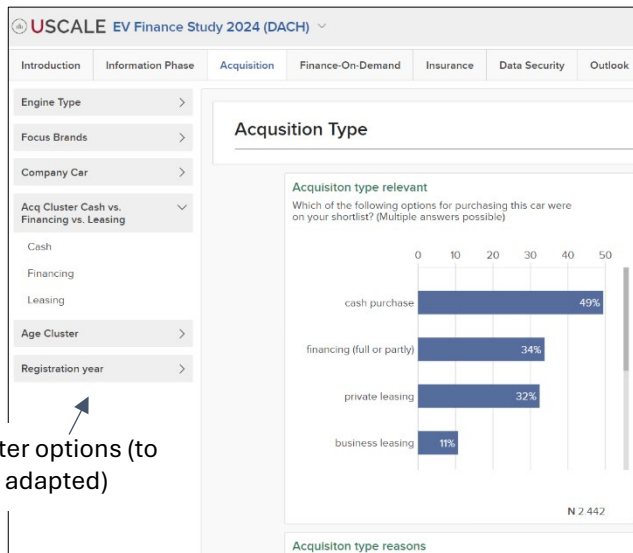 USCALE EV Finance Study 2024 (DACH)
Introduction Information Phase Acquisition Finance-On-Demand Insurance Data Security Outlook
Engine Type
Focus Brands
Company Car
Acq Cluster Cash vs.
Financing vs. Leasing
Cash
Financing
Leasing
Age Cluster
Registration year
ter options (to
adapted)
Acqusition Type
Acquisiton type relevant
Which of the following options for purchasing this car were
on your shortlist? (Multiple answers possible)
0 10 20 30 40 50
cash purchase 49%
financing (full or partly) 34%
private leasing 32%
business leasing 11%
N 2.442
Acquisiton type reasons